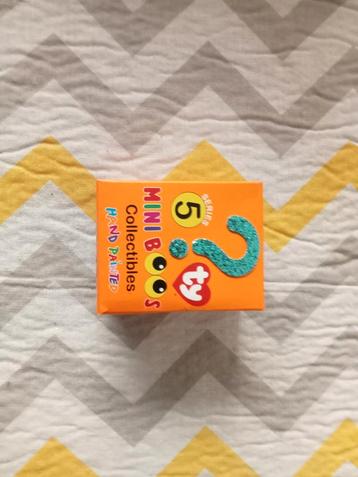 ?
ty
SERIES
5
MINI BOOS
Collectibles
HAND PAINTED